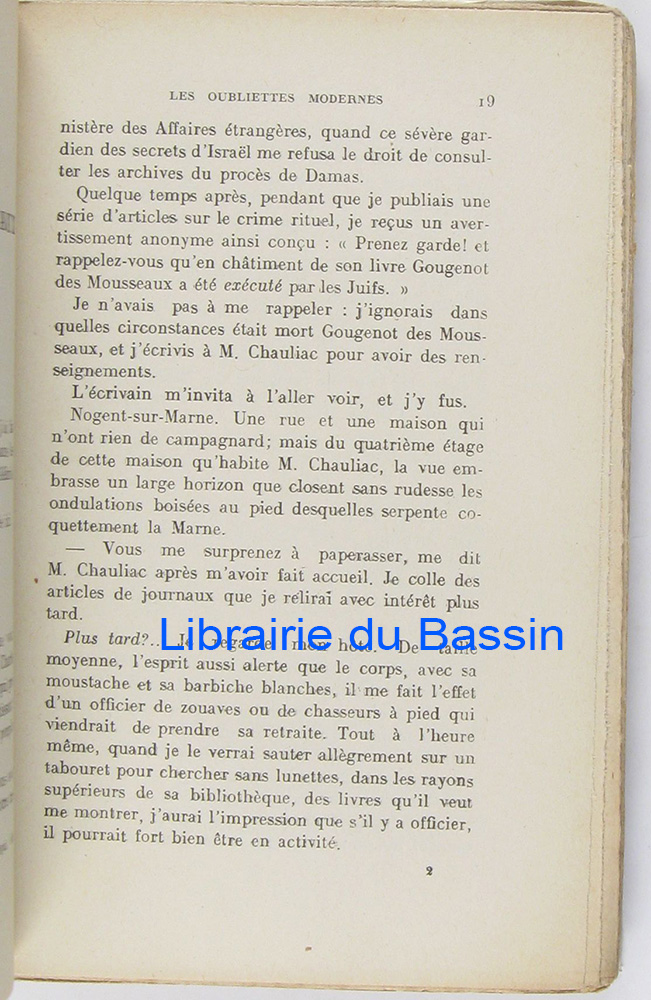 LES OUBLIETTES MODERNES 19
nistère des Affaires étrangères, quand ce sévère gar-
dien des secrets d'Israël me refusa le droit de consul-
ter les archives du procès de Damas.
Quelque temps après, pendant que je publiais une
série d'articles sur le crime rituel, je reçus un aver-
tissement anonyme ainsi conçu : « Prenez garde! et
rappelez-vous qu'en châtiment de son livre Gougenot
des Mousseaux a été exécuté par les Juifs. »
Je n'avais pas à me rappeler : j'ignorais dans
quelles circonstances était mort Gougenot des Mous-
seaux, et j'écrivis à M. Chauliac pour avoir des ren-
seignements.
L'écrivain m'invita à l'aller voir, et j'y fus.
Nogent-sur-Marne. Une rue et une maison qui
n'ont rien de campagnard; mais du quatrième étage
de cette maison qu'habite M. Chauliac, la vue em-
brasse un large horizon que closent sans rudesse les
ondulations boisées au pied desquelles serpente co-
quettement la Marne.
— Vous me surprenez à paperasser, me dit
M. Chauliac après m'avoir fait accueil. Je colle des
articles de journaux que je relirai avec intérêt plus
tard.
Plus tard?.. Je regarde mon hôte. De taille
Librairie du Bassin
moyenne, l'esprit aussi alerte que le corps, avec sa
moustache et sa barbiche blanches, il me fait l'effet
d'un officier de zouaves ou de chasseurs à pied qui
viendrait de prendre sa retraite. Tout à l'heure
même, quand je le verrai sauter allègrement sur un
tabouret pour chercher sans lunettes, dans les rayons
supérieurs de sa bibliothèque, des livres qu'il veut
me montrer, j'aurai l'impression que s'il y a officier,
il pourrait fort bien être en activité.
2